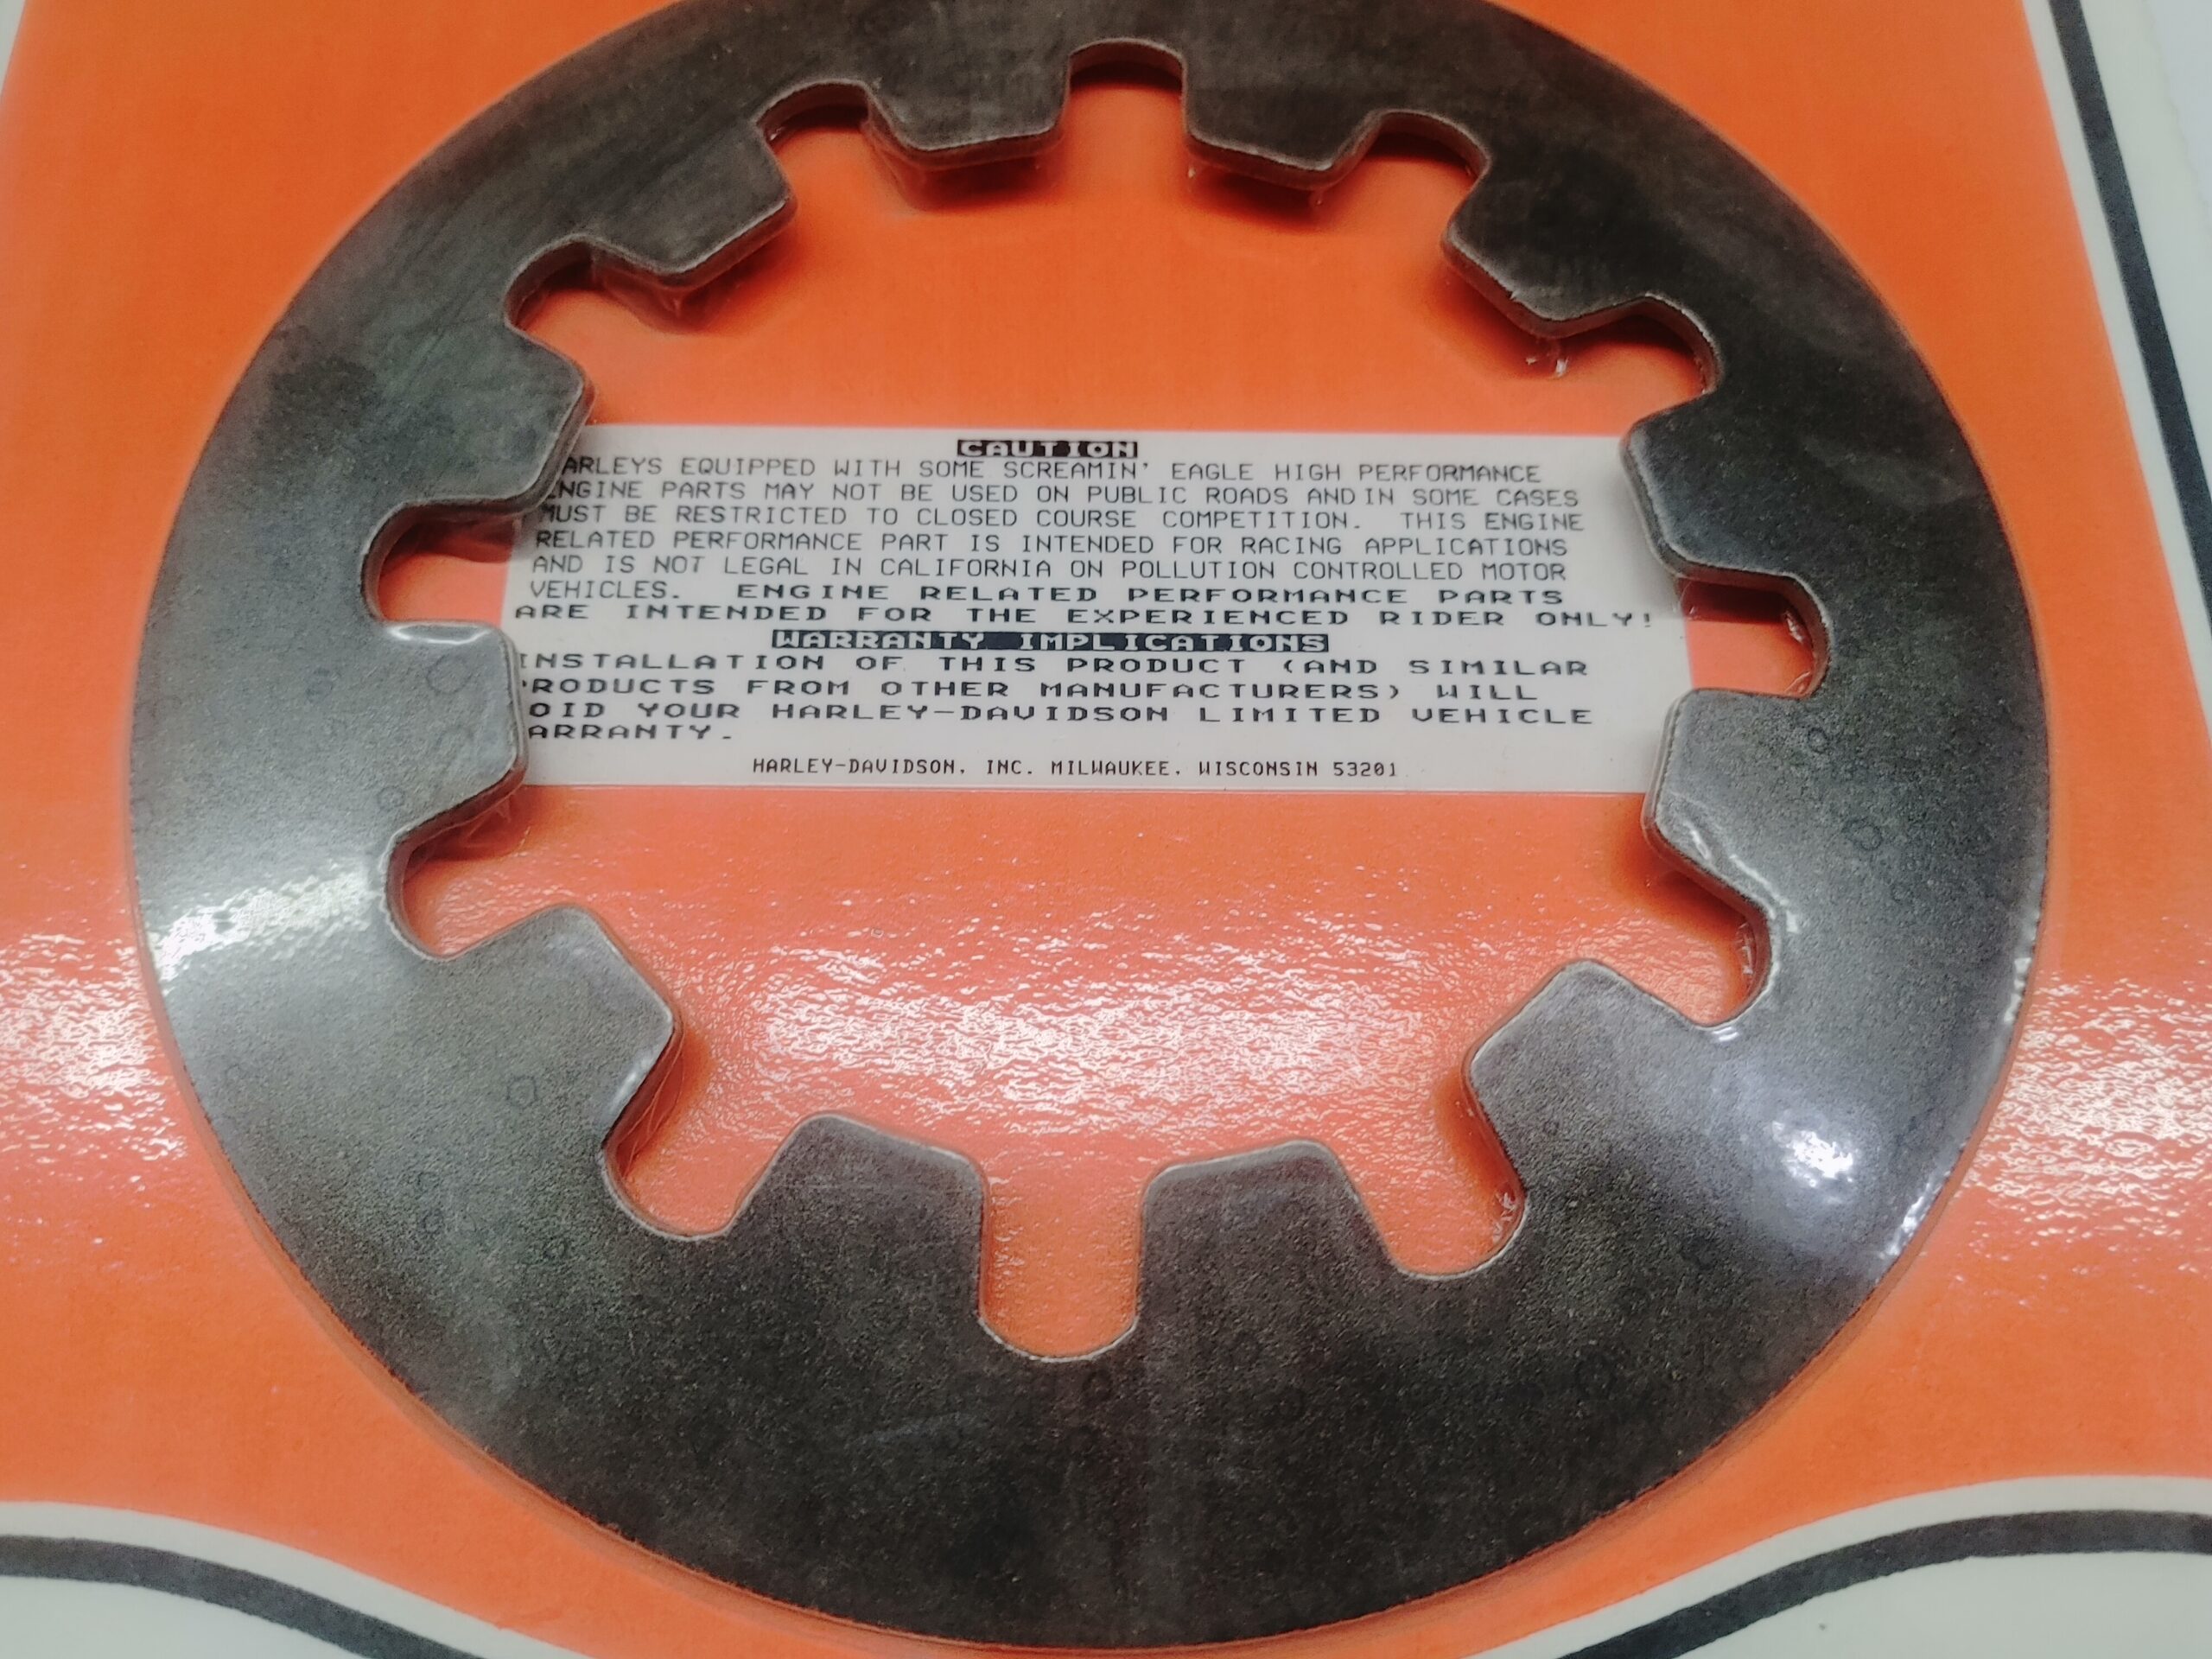 CAUTION
ARLEYS EQUIPPED WITH SOME SCREAMIN' EAGLE HIGH PERFORMANCE
ENGINE PARTS MAY NOT BE USED ON PUBLIC ROADS AND IN SOME CASES
MUST BE RESTRICTED TO CLOSED COURSE COMPETITION. THIS ENGINE
RELATED PERFORMANCE PART IS INTENDED FOR RACING APPLICATIONS
AND IS NOT LEGAL IN CALIFORNIA ON POLLUTION CONTROLLED MOTOR
VEHICLES. ENGINE RELATED PERFORMANCE PARTS
ARE INTENDED FOR THE EXPERIENCED RIDER ONLY!
WARRANTY IMPLICATIONS
INSTALLATION OF THIS PRODUCT (AND SIMILAR
RODUCTS FROM OTHER MANUFACTURERS) WILL
OID YOUR HARLEY-DAVIDSON LIMITED VEHICLE
ARRANTY.
HARLEY-DAVIDSON, INC. MILWAUKEE, WISCONSIN 53201